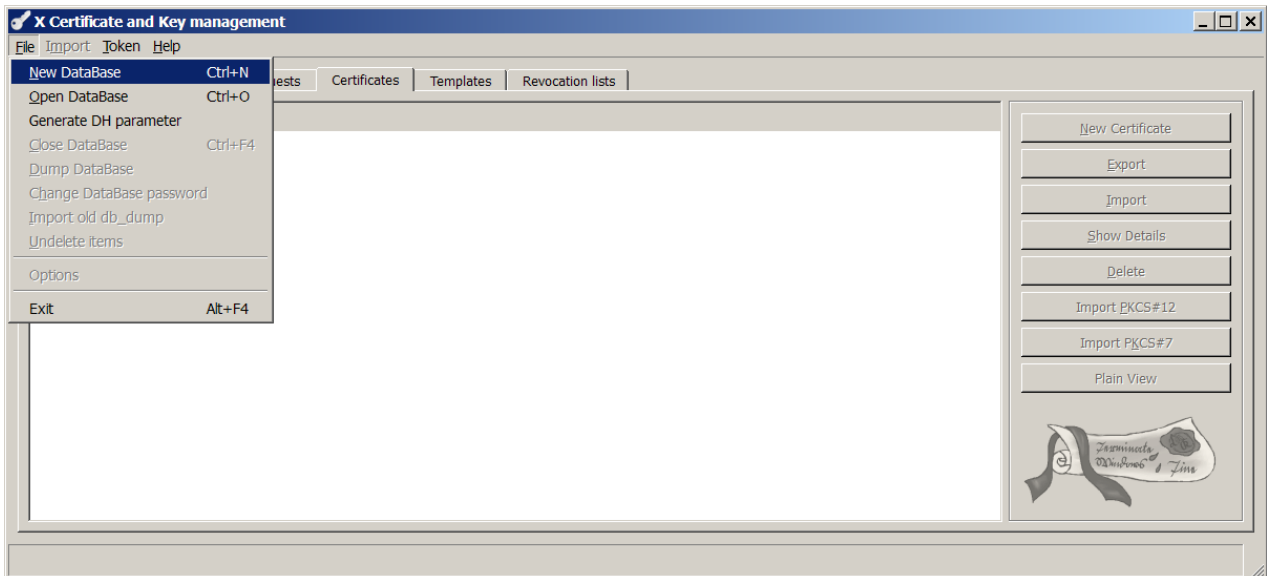 X Certificate and Key management
File Import Token Help
New DataBase Ctrl+N
Open DataBase Ctrl+O
Generate DH parameter
Close DataBase Ctrl+F4
Dump DataBase
Change DataBase password
Import old db_dump
Undelete items
Options
Exit Alt+F4
Certificates Templates Revocation lists
New Certificate
Export
Import
Show Details
Delete
Import PKCS#12
Import PKCS#7
Plain View